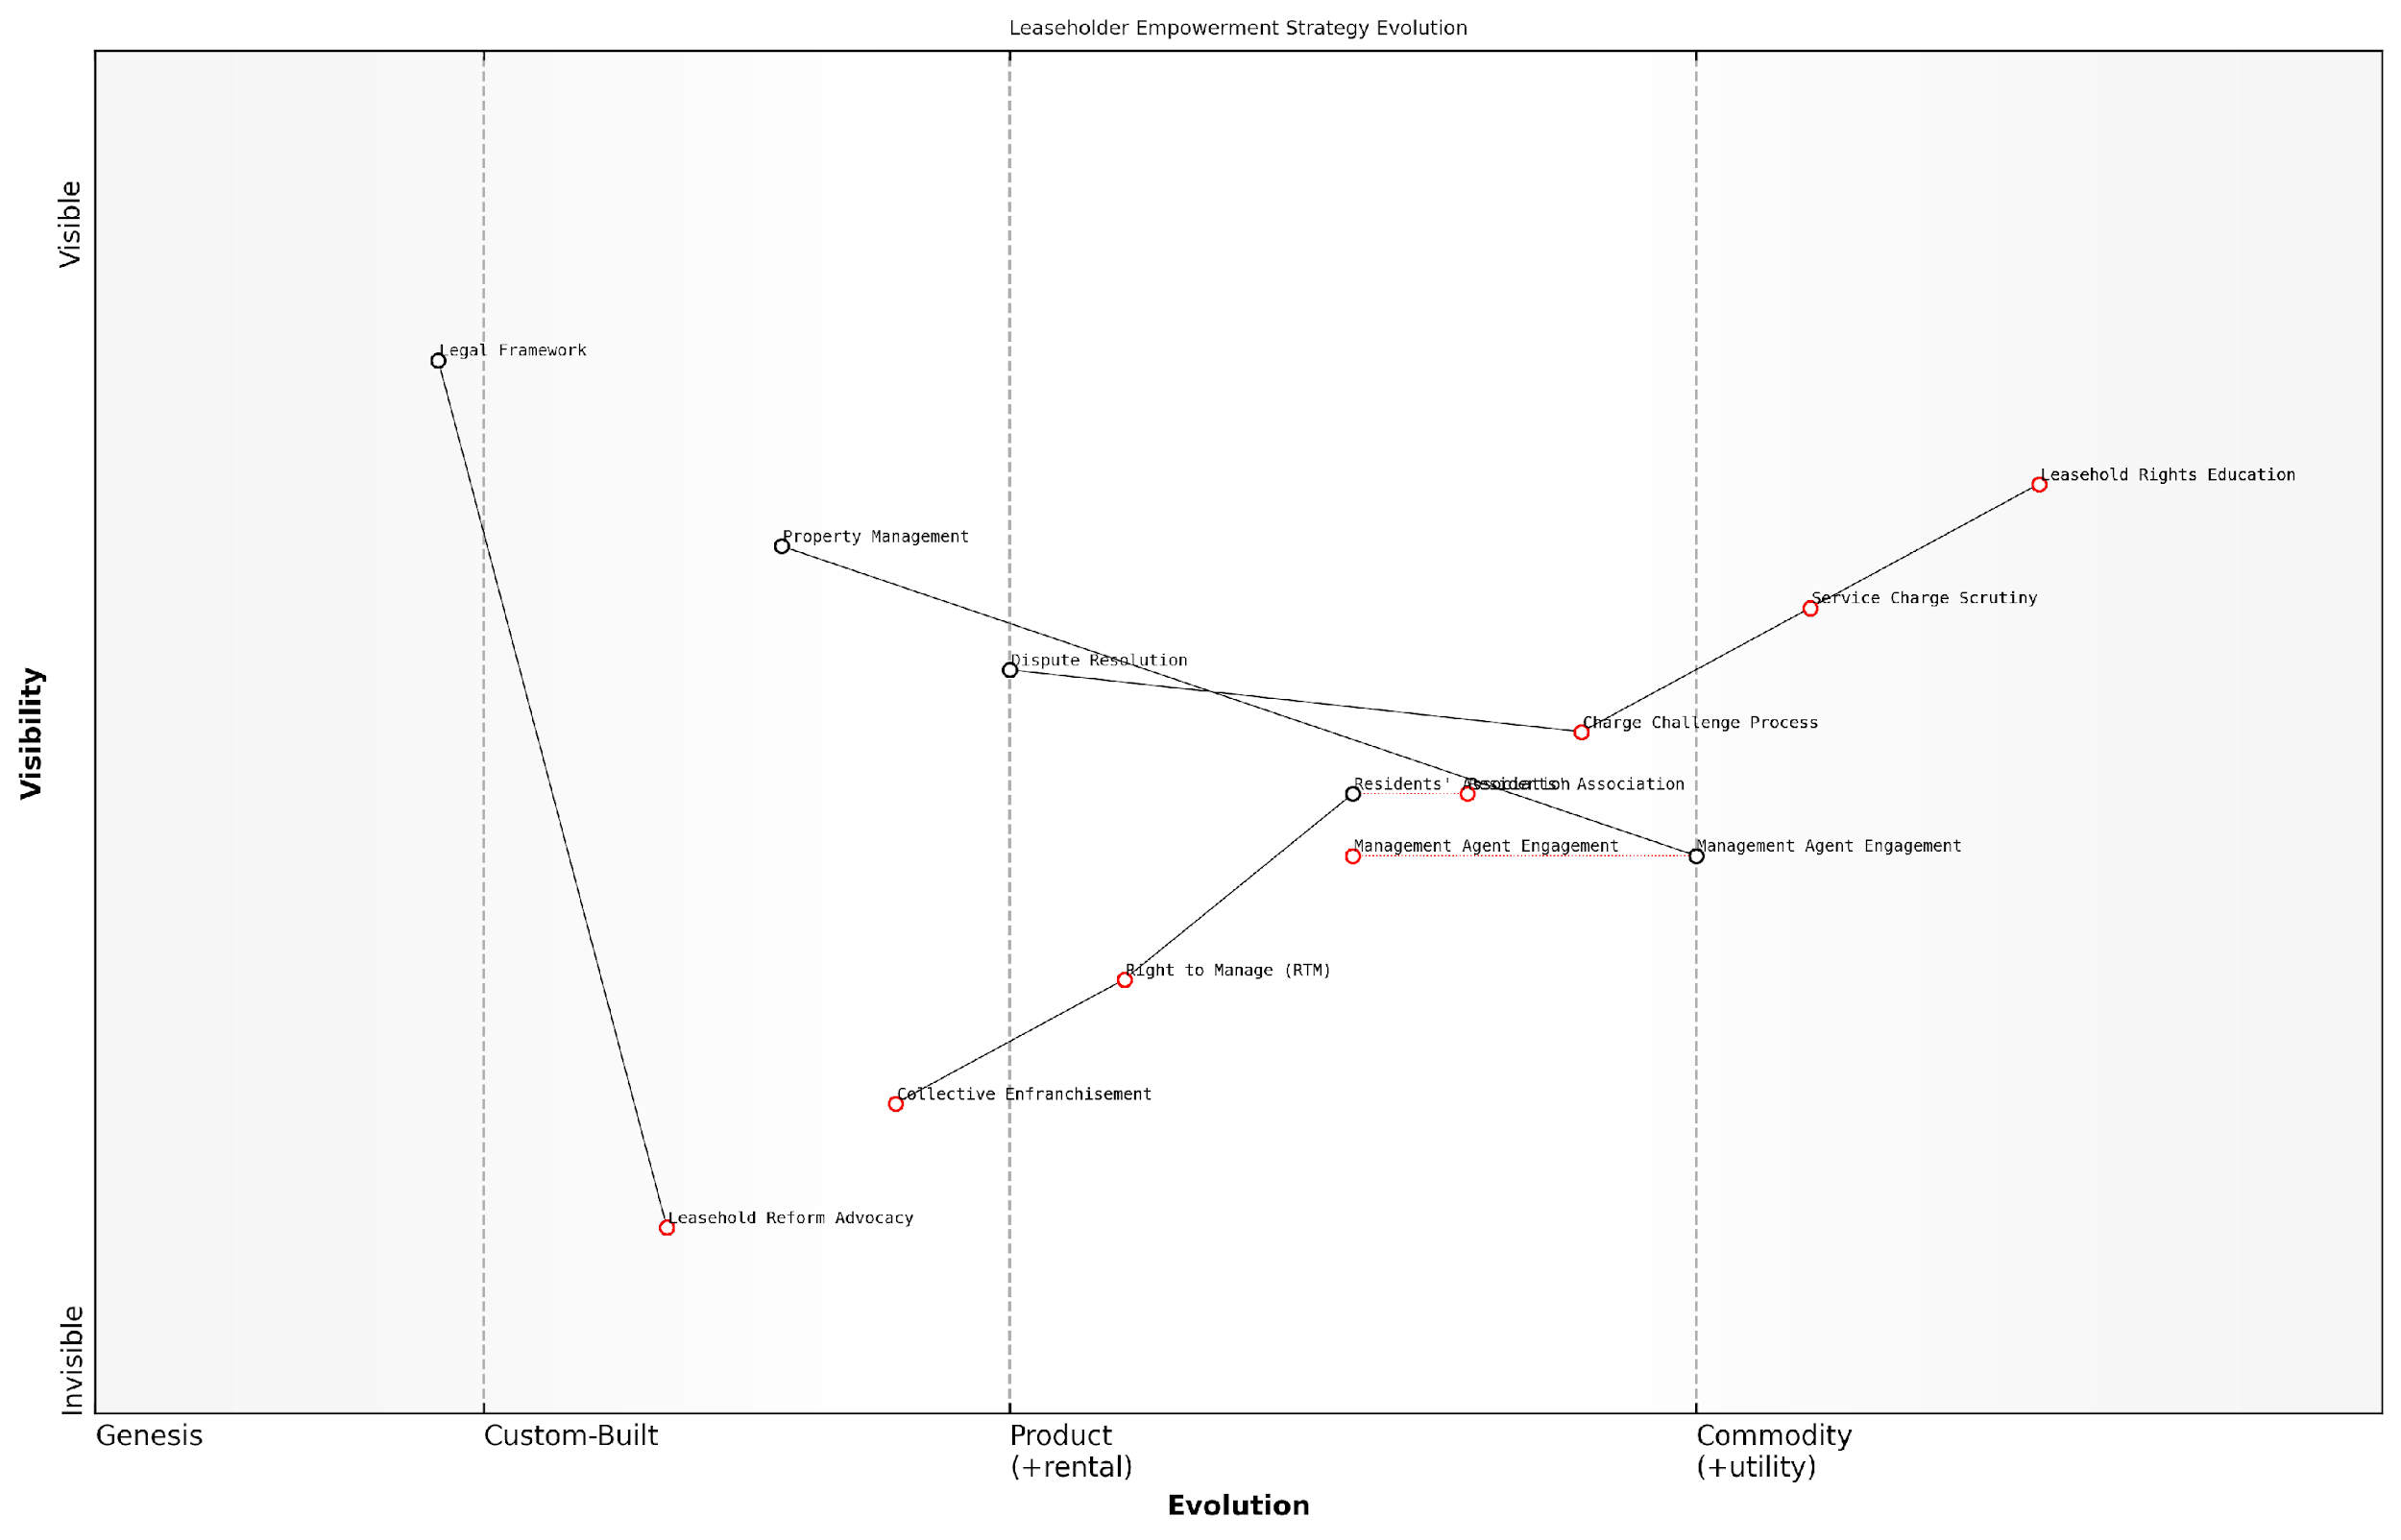 Leaseholder Empowerment Strategy Evolution
Visible
Legal Framework
Leasehold Rights Education
Property Management
Service Charge Scrutiny
Dispute Resolution
Charge Challenge Process
Visibility
Residents' Association
Residents' Association
Management Agent Engagement
Management Agent Engagement
Right to Manage (RTM)
Collective Enfranchisement
Leasehold Reform Advocacy
Invisible
Genesis
Custom-Built
Product
(+rental)
Commodity
(+utility)
Evolution